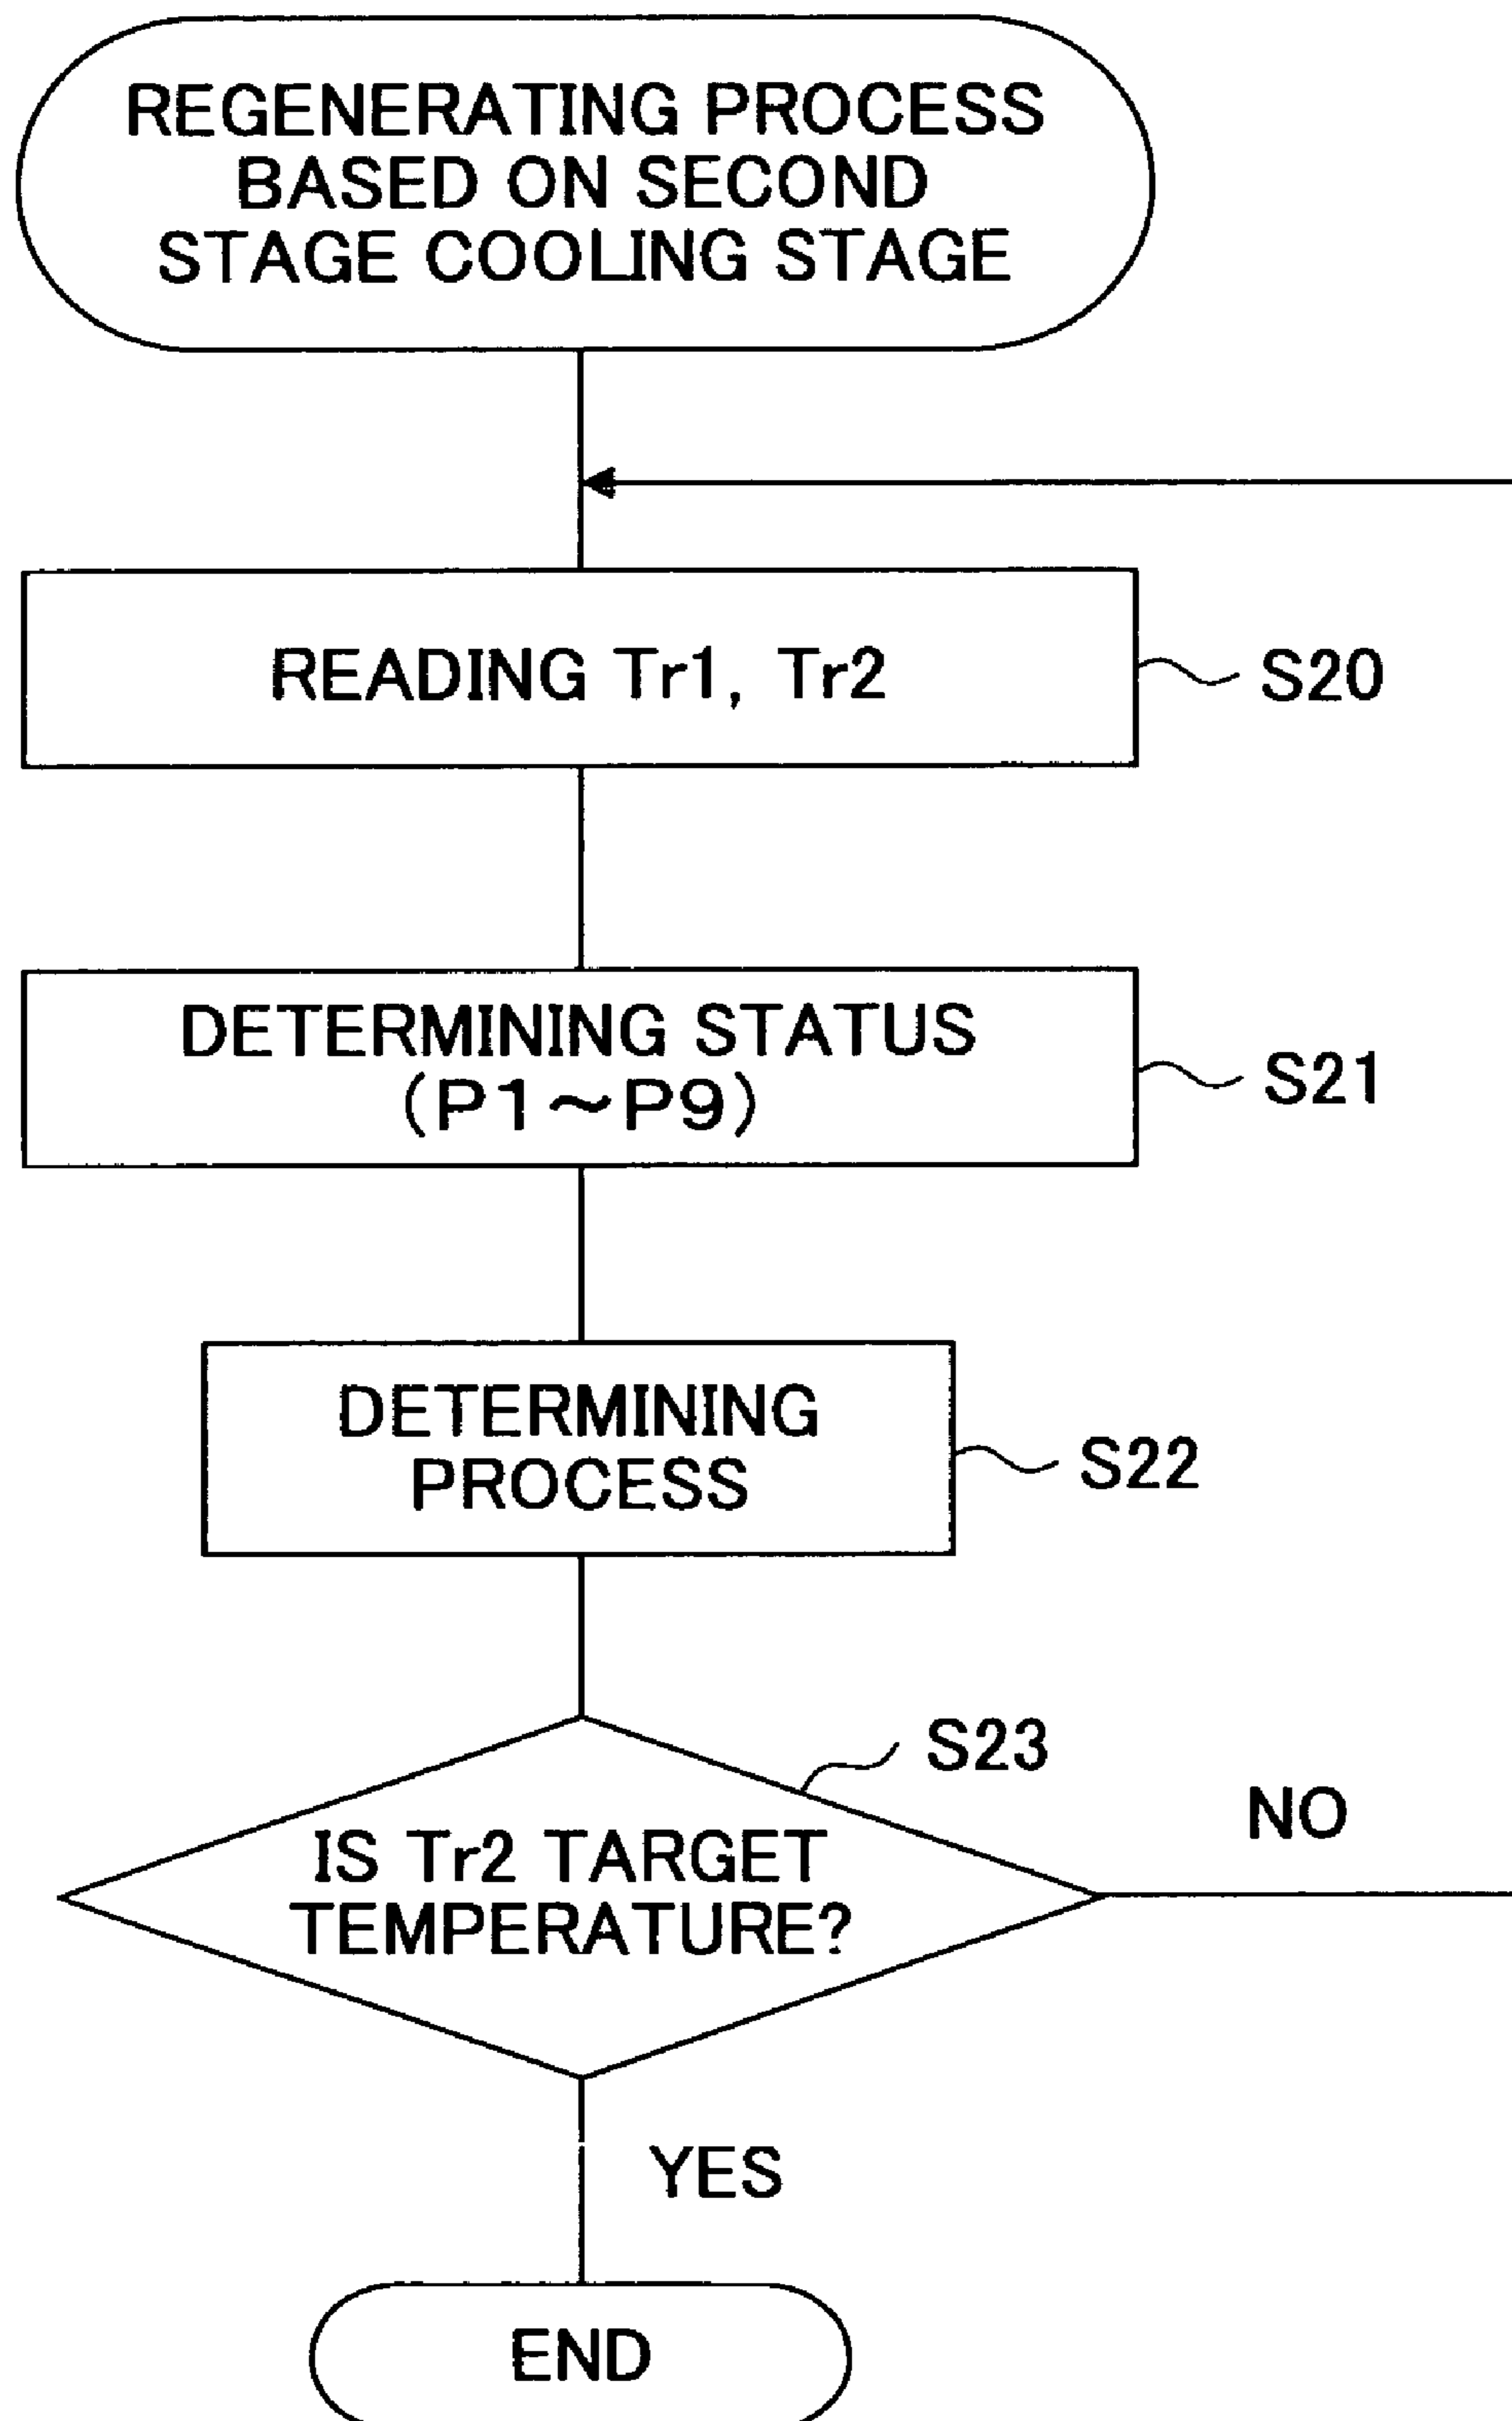 REGENERATING PROCESS
BASED ON SECOND
STAGE COOLING STAGE
READING Tr1, Tr2
S20
DETERMINING STATUS
(P1～P9)
S21
DETERMINING
PROCESS
S22
S23
IS Tr2 TARGET
TEMPERATURE?
NO
YES
END